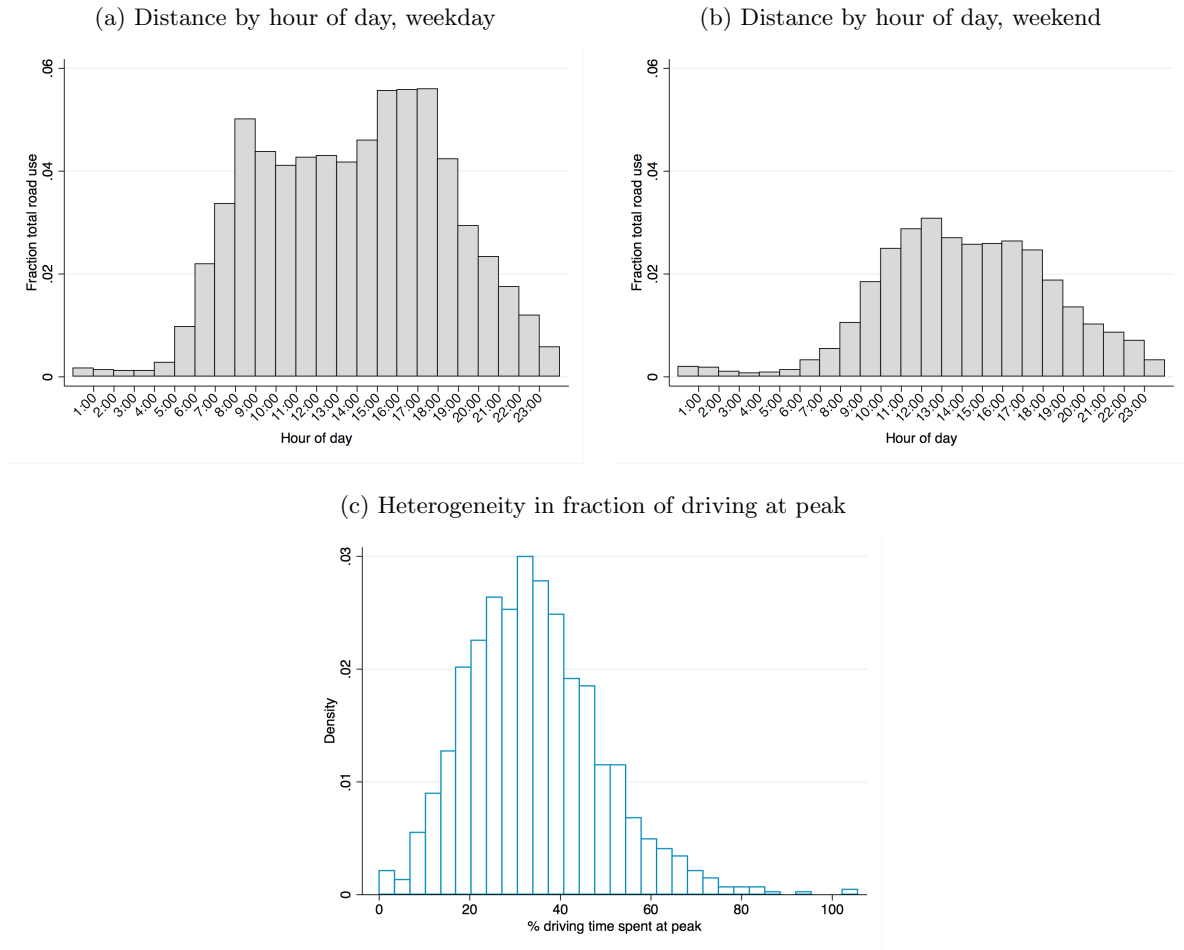 (a) Distance by hour of day, weekday
.06
.04
.02
0
Fraction total road use
1:00 2:00 3:00 4:00 5:00 6:00 7:00 8:00 9:00 10:00 11:00 12:00 13:00 14:00 15:00 16:00 17:00 18:00 19:00 20:00 21:00 22:00 23:00
Hour of day
(b) Distance by hour of day, weekend
.06
.04
.02
0
Fraction total road use
1:00 2:00 3:00 4:00 5:00 6:00 7:00 8:00 9:00 10:00 11:00 12:00 13:00 14:00 15:00 16:00 17:00 18:00 19:00 20:00 21:00 22:00 23:00
Hour of day
(c) Heterogeneity in fraction of driving at peak
.03
.02
.01
0
Density
0 20 40 60 80 100
% driving time spent at peak